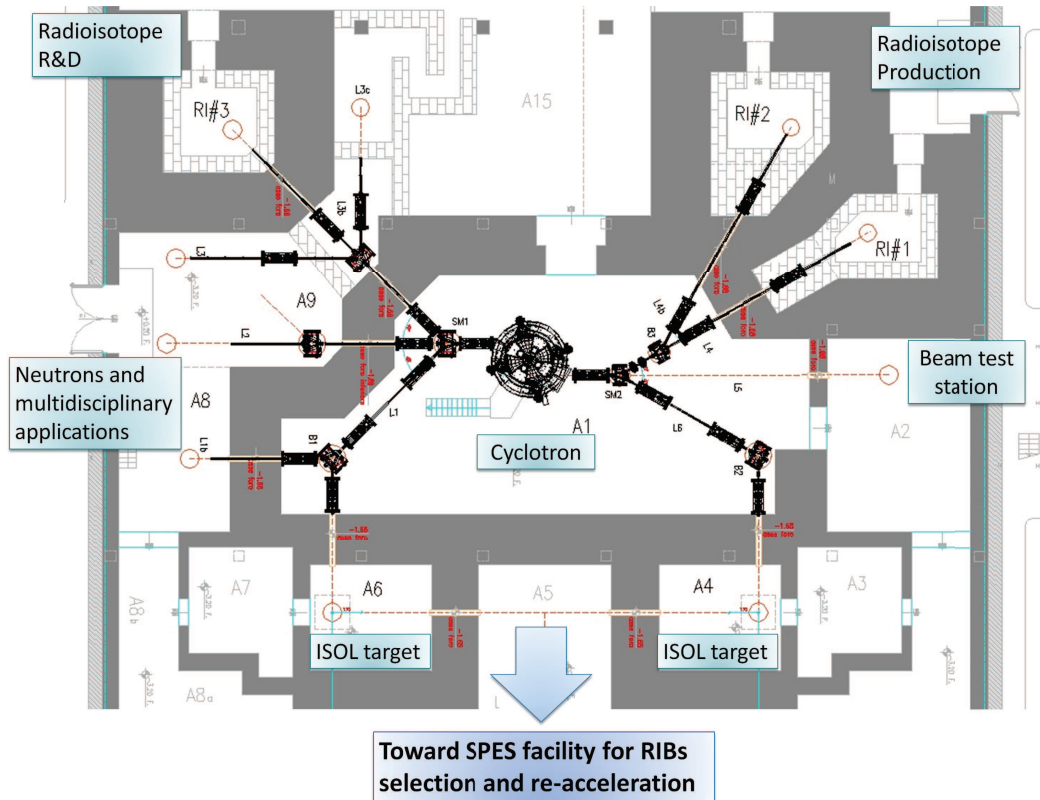 Radioisotope
R&D
Radioisotope
Production
L3c
A15
RI#3
RI#2
RI#1
L3b
L3
A9
SM1
L2
L4b
B3
L4
L5
SM2
Beam test
station
Neutrons and
multidisciplinary
applications
A8
L1
L1b
B1
A1
L6
B2
A2
Cyclotron
A7
A6
A5
A4
A3
A8b
A8a
ISOL target
ISOL target
L
M
Toward SPES facility for RIBs
selection and re-acceleration